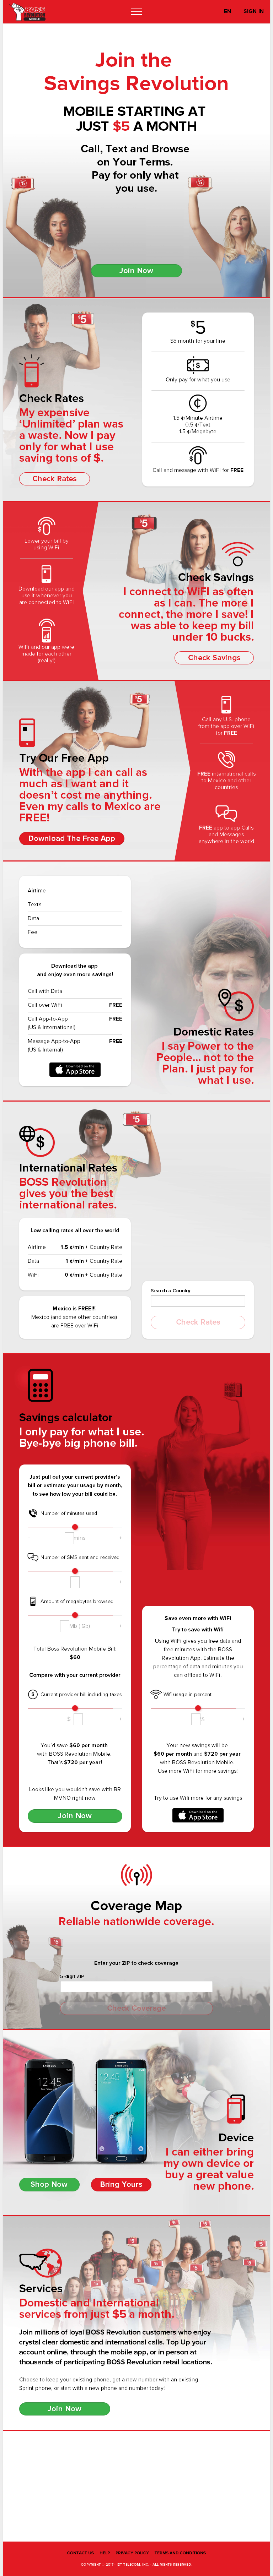 BOSS
REVOLUTION
MOBILE
EN
SIGN IN
Join the
Savings Revolution
MOBILE STARTING AT
JUST $5 A MONTH
Call, Text and Browse
on Your Terms.
Pay for only what
you use.
Join Now
Check Rates
My expensive
‘Unlimited’ plan was
a waste. Now I pay
only for what I use
saving tons of $.
Check Rates
$5
$5 month for your line
Only pay for what you use
1.5 ¢/Minute Airtime
0.5 ¢/Text
1.5 ¢/Megabyte
Call and message with WiFi for FREE
Lower your bill by
using WiFi
Download our app and
use it whenever you
are connected to WiFi
WiFi and our app were
made for each other
(really!)
Check Savings
I connect to WIFI as often
as I can. The more I
connect, the more I save! I
was able to keep my bill
under 10 bucks.
Check Savings
Try Our Free App
With the app I can call as
much as I want and it
doesn't cost me anything.
Even my calls to Mexico are
FREE!
Download The Free App
Call any U.S. phone
from the app over WiFi
for FREE
FREE international calls
to Mexico and other
countries
FREE app to app Calls
and Messages
anywhere in the world
Airtime
Texts
Data
Fee
Download the app
and enjoy even more savings!
Call with Data
Call over WiFi FREE
Call App-to-App FREE
(US & International)
Message App-to-App FREE
(US & Internal)
Download on the
App Store
Domestic Rates
I say Power to the
People... not to the
Plan. I just pay for
what I use.
International Rates
BOSS Revolution
gives you the best
international rates.
Low calling rates all over the world
Airtime 1.5 ¢/min + Country Rate
Data 1 ¢/min + Country Rate
WiFi 0 ¢/min + Country Rate
Mexico is FREE!!!
Mexico (and some other countries)
are FREE over WiFi
Search a Country
Check Rates
Savings calculator
I only pay for what I use.
Bye-bye big phone bill.
Just pull out your current provider's
bill or estimate your usage by month,
to see how low your bill could be.
Number of minutes used
Number of SMS sent and received
Amount of megabytes browsed
Mb ( Gb)
Total Boss Revolution Mobile Bill:
$60
Compare with your current provider
Current provider bill including taxes
$
You'd save $60 per month
with BOSS Revolution Mobile.
That's $720 per year!
Looks like you wouldn't save with BR
MVNO right now
Join Now
Save even more with WiFi
Try to save with Wifi
Using WiFi gives you free data and
free minutes with the BOSS
Revolution App. Estimate the
percentage of data and minutes you
can offload to WiFi.
Wifi usage in percent
%
Your new savings will be
$60 per month and $720 per year
with BOSS Revolution Mobile.
Use more WiFi for more savings!
Try to use Wifi more for any savings
Download on the
App Store
Coverage Map
Reliable nationwide coverage.
Enter your ZIP to check coverage
5-digit ZIP
Check Coverage
12:45
12:45
Shop Now
Bring Yours
Device
I can either bring
my own device or
buy a great value
new phone.
Services
Domestic and International
services from just $5 a month.
Join millions of loyal BOSS Revolution customers who enjoy
crystal clear domestic and international calls. Top Up your
account online, through the mobile app, or in person at
thousands of participating BOSS Revolution retail locations.
Choose to keep your existing phone, get a new number with an existing
Sprint phone, or start with a new phone and number today!
Join Now
CONTACT US | HELP | PRIVACY POLICY | TERMS AND CONDITIONS